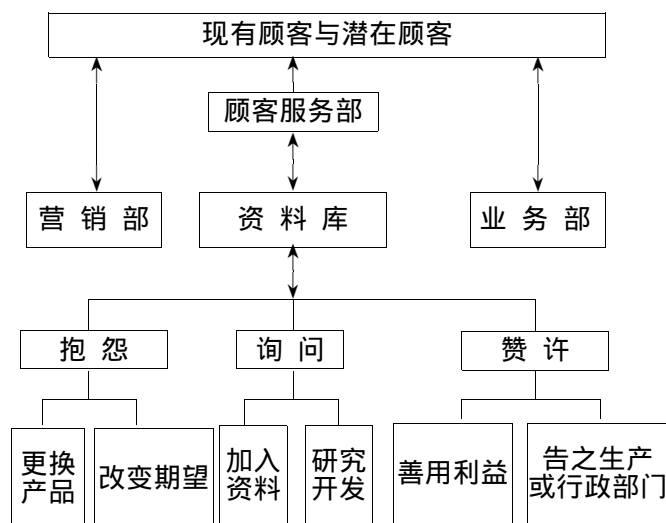 现有顾客与潜在顾客
顾客服务部
营销部
资料库
业务部
抱怨
询问
赞许
更换
产品
改变期望
加入
资料
研究
开发
善用利益
告之生产
或行政部门